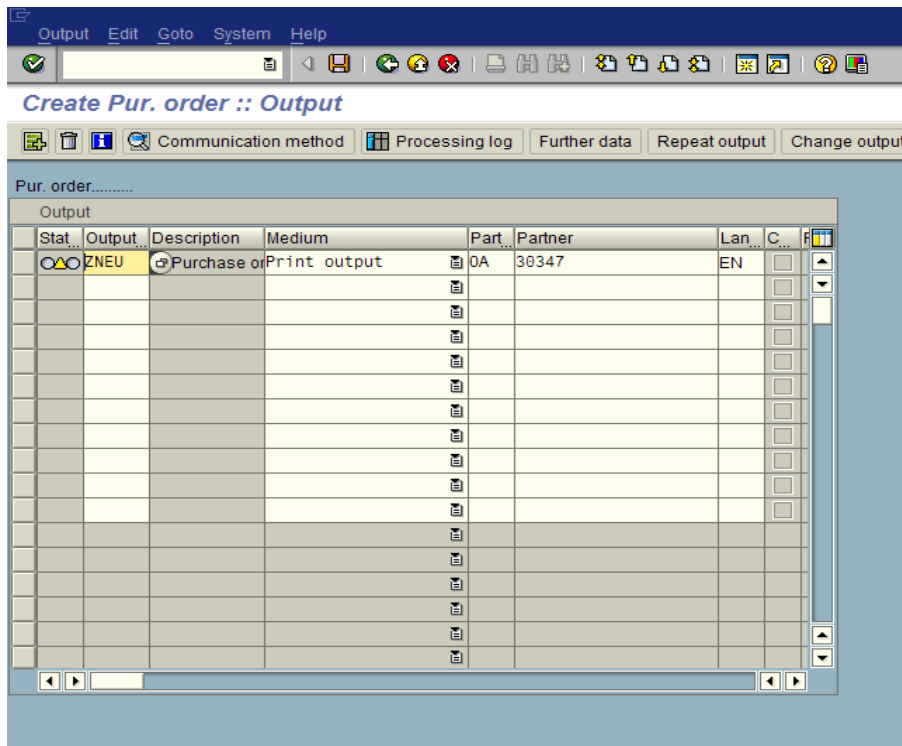 Output Edit Goto System Help
Create Pur. order :: Output
Communication method Processing log Further data Repeat output Change output
Pur. order..........
Output
Stat... Output... Description Medium Part... Partner Lan... C...
ZNEU Purchase or Print output OA 30347 EN